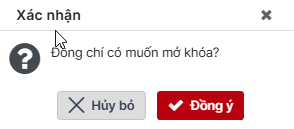 Xác nhận
Đồng chí có muốn mở khóa?
Hủy bỏ
Đồng ý